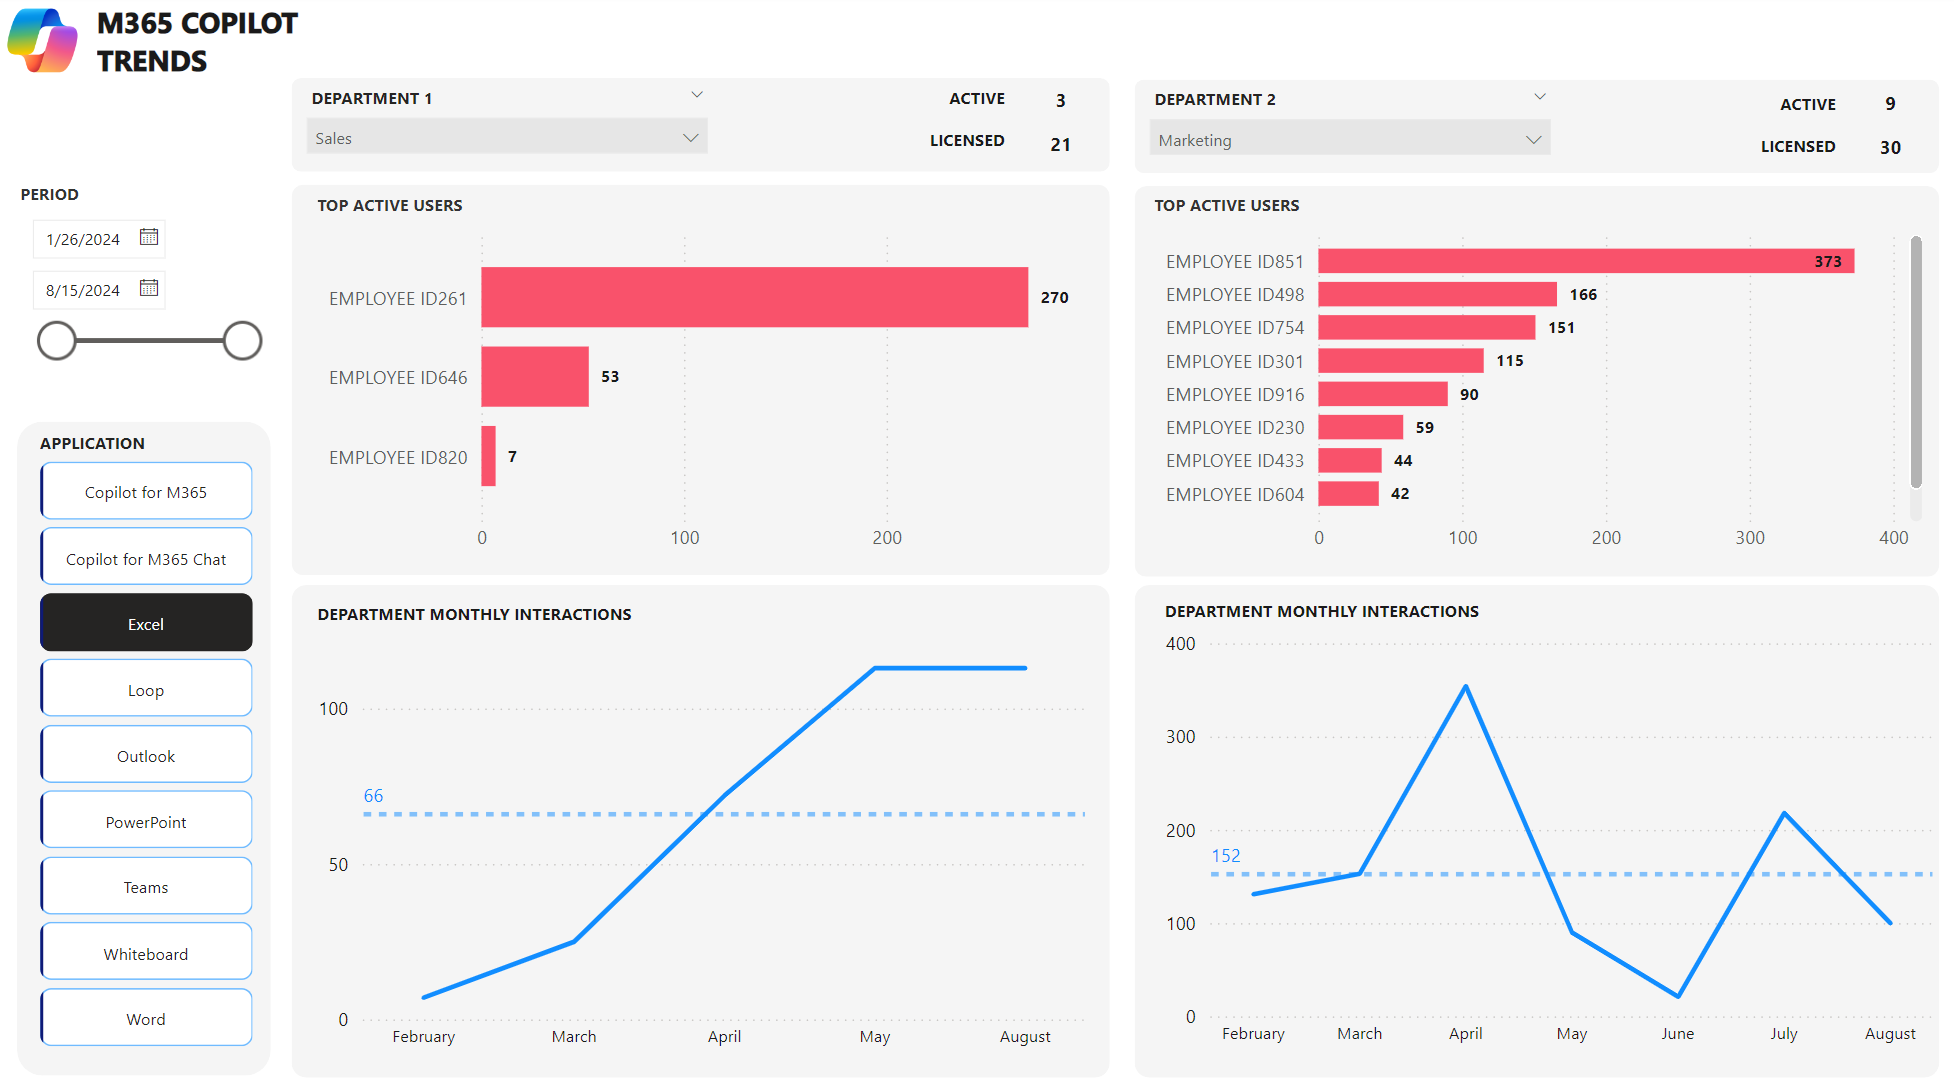 M365 COPILOT
TRENDS
DEPARTMENT 1
Sales
ACTIVE 3
LICENSED 21
DEPARTMENT 2
Marketing
ACTIVE 9
LICENSED 30
PERIOD
1/26/2024
8/15/2024
APPLICATION
Copilot for M365
Copilot for M365 Chat
Excel
Loop
Outlook
PowerPoint
Teams
Whiteboard
Word
TOP ACTIVE USERS
EMPLOYEE ID261 270
EMPLOYEE ID646 53
EMPLOYEE ID820 7
0 100 200
TOP ACTIVE USERS
EMPLOYEE ID851 373
EMPLOYEE ID498 166
EMPLOYEE ID754 151
EMPLOYEE ID301 115
EMPLOYEE ID916 90
EMPLOYEE ID230 59
EMPLOYEE ID433 44
EMPLOYEE ID604 42
0 100 200 300 400
DEPARTMENT MONTHLY INTERACTIONS
100
66
50
0
February March April May August
DEPARTMENT MONTHLY INTERACTIONS
400
300
200
152
100
0
February March April May June July August